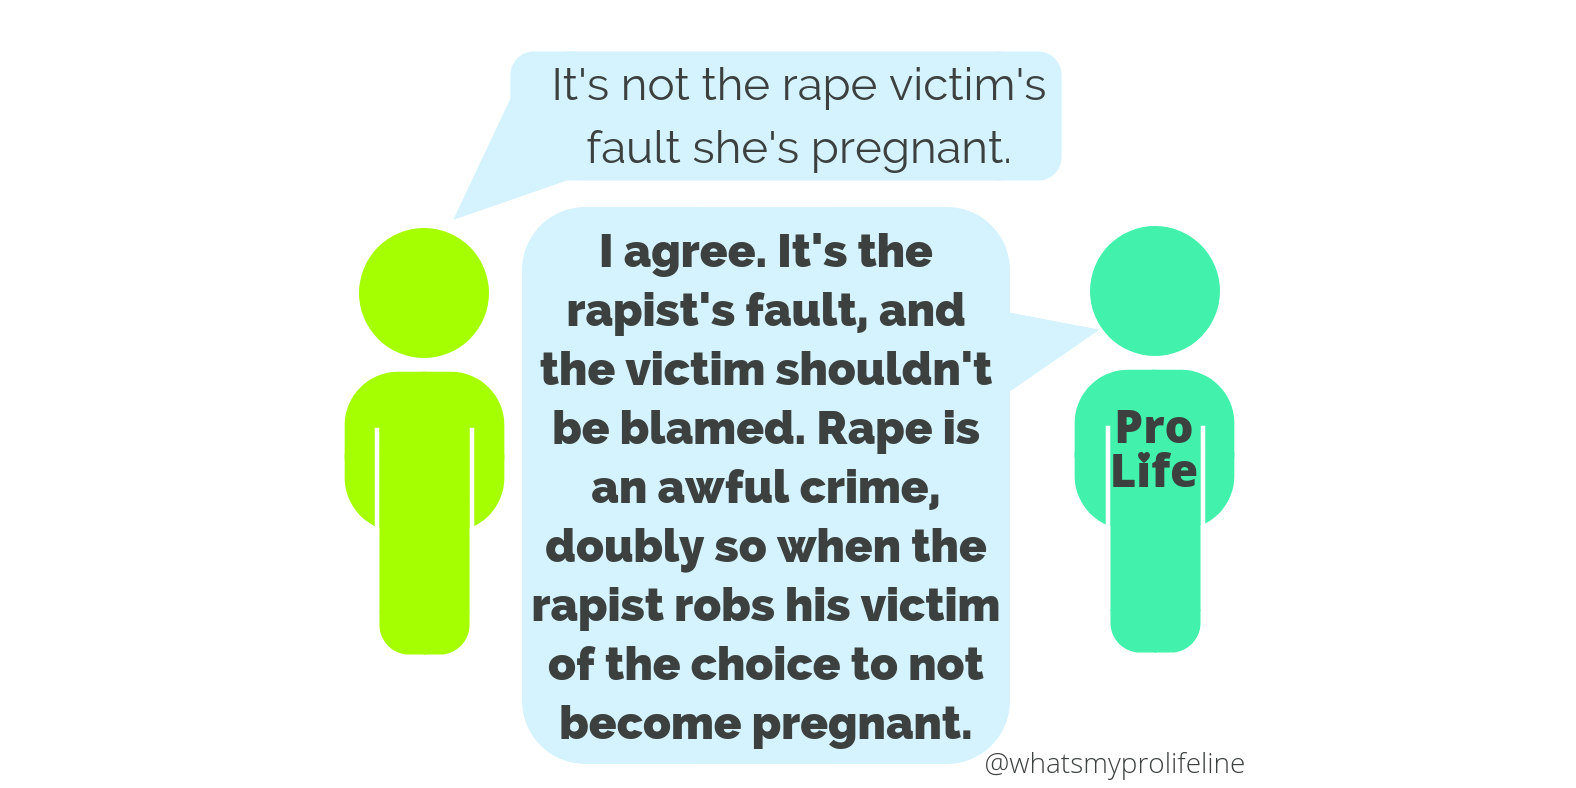 It's not the rape victim's
fault she's pregnant.
I agree. It's the
rapist's fault, and
the victim shouldn't
be blamed. Rape is
an awful crime,
doubly so when the
rapist robs his victim
of the choice to not
become pregnant.
Pro
Life
@whatsmyprolifeline